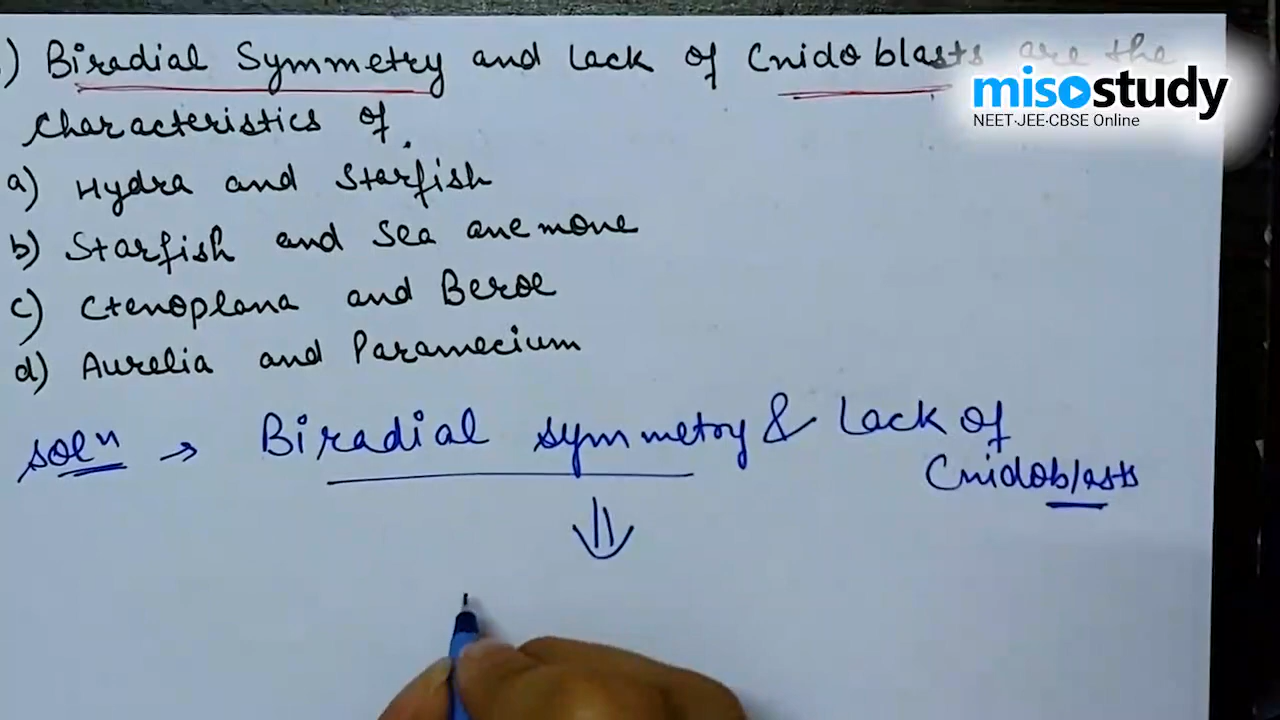 ) Biradial Symmetry and lack of Cnidoblasts are the
characteristics of
a) Hydra and Starfish
b) Starfish and Sea anemone
c) Ctenoplana and Beroe
d) Aurelia and Paramecium
Soln → Biradial symmetry & Lack of
Cnidoblasts
misostudy
NEET·JEE·CBSE Online